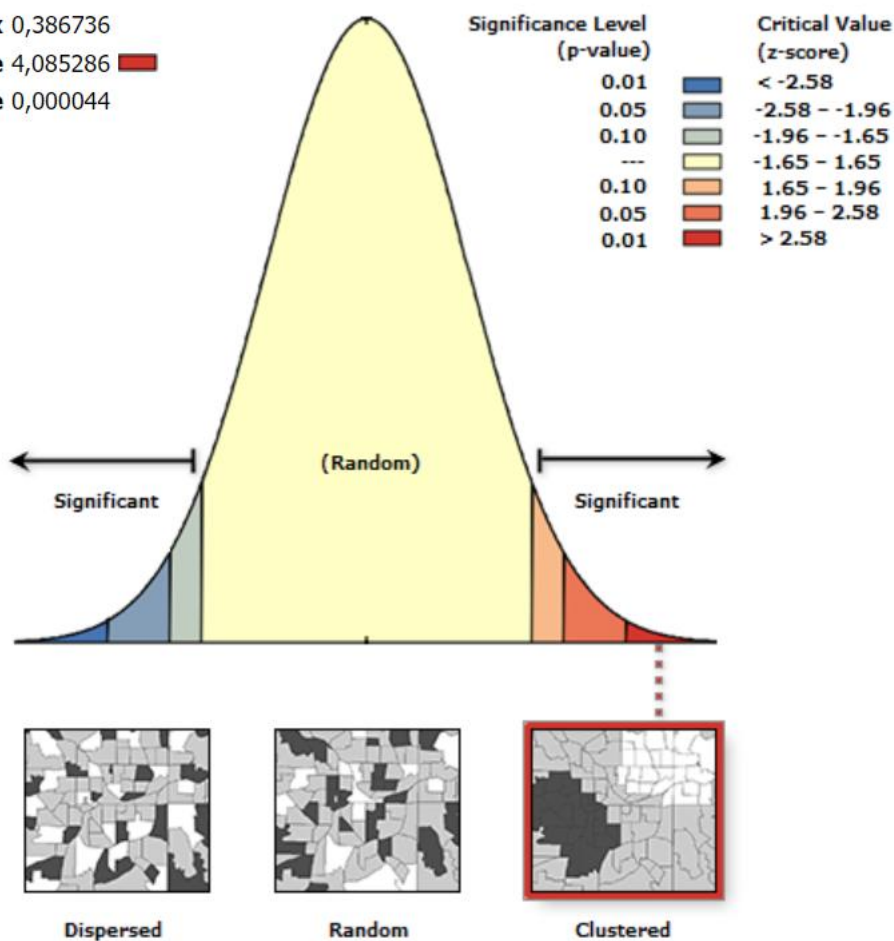 x 0,386736
e 4,085286
e 0,000044
Significance Level
(p-value)
0.01
0.05
0.10
---
0.10
0.05
0.01
Critical Value
(z-score)
< -2.58
-2.58 – -1.96
-1.96 – -1.65
-1.65 – 1.65
1.65 – 1.96
1.96 – 2.58
> 2.58
Significant
(Random)
Significant
Dispersed
Random
Clustered